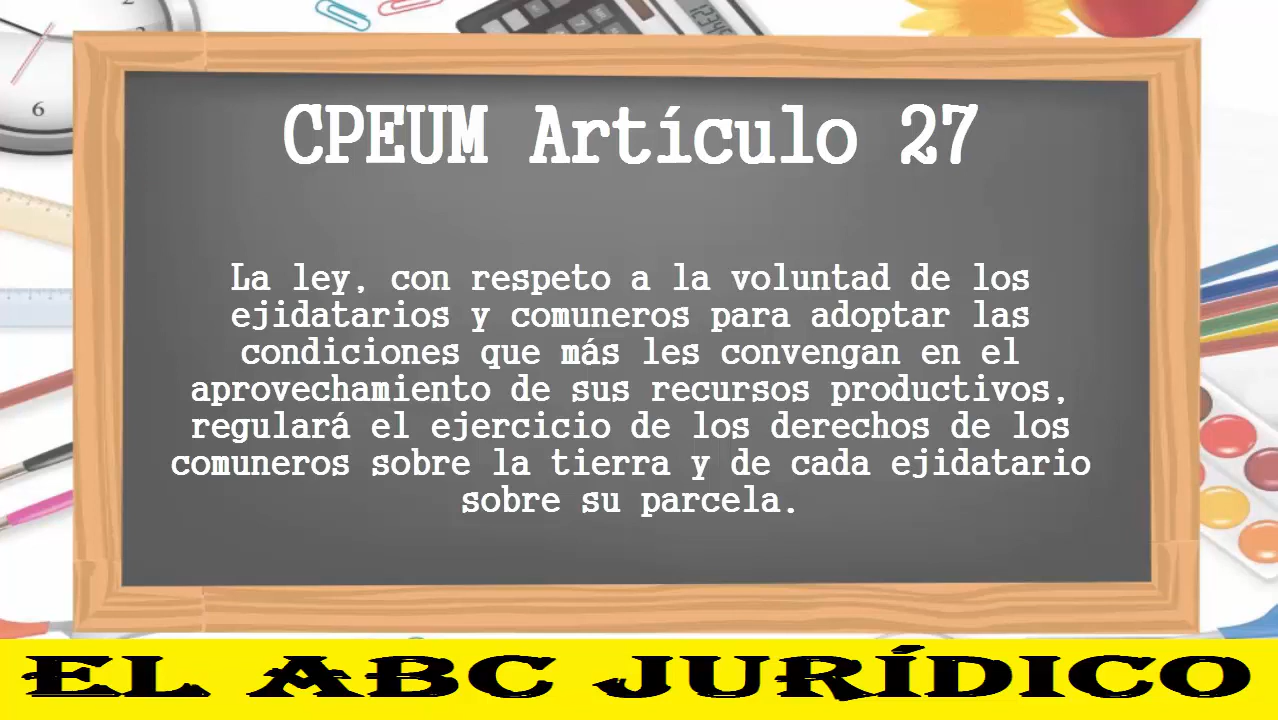 CPEUM Artículo 27
La ley, con respeto a la voluntad de los
ejidatarios y comuneros para adoptar las
condiciones que más les convengan en el
aprovechamiento de sus recursos productivos,
regulará el ejercicio de los derechos de los
comuneros sobre la tierra y de cada ejidatario
sobre su parcela.
EL ABC JURÍDICO
6